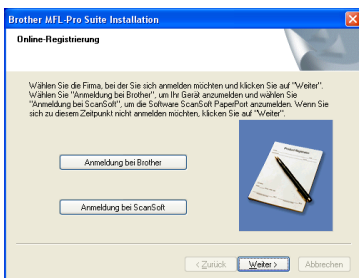 Brother MFL-Pro Suite Installation
Online-Registrierung
Wählen Sie die Firma, bei der Sie sich anmelden möchten und klicken Sie auf "Weiter".
Wählen Sie "Anmeldung bei Brother", um Ihr Gerät anzumelden und wählen Sie
"Anmeldung bei ScanSoft", um die Software ScanSoft PaperPort anzumelden. Wenn Sie
sich zu diesem Zeitpunkt nicht anmelden möchten, klicken Sie auf "Weiter".
Anmeldung bei Brother
Anmeldung bei ScanSoft
< Zurück Weiter > Abbrechen